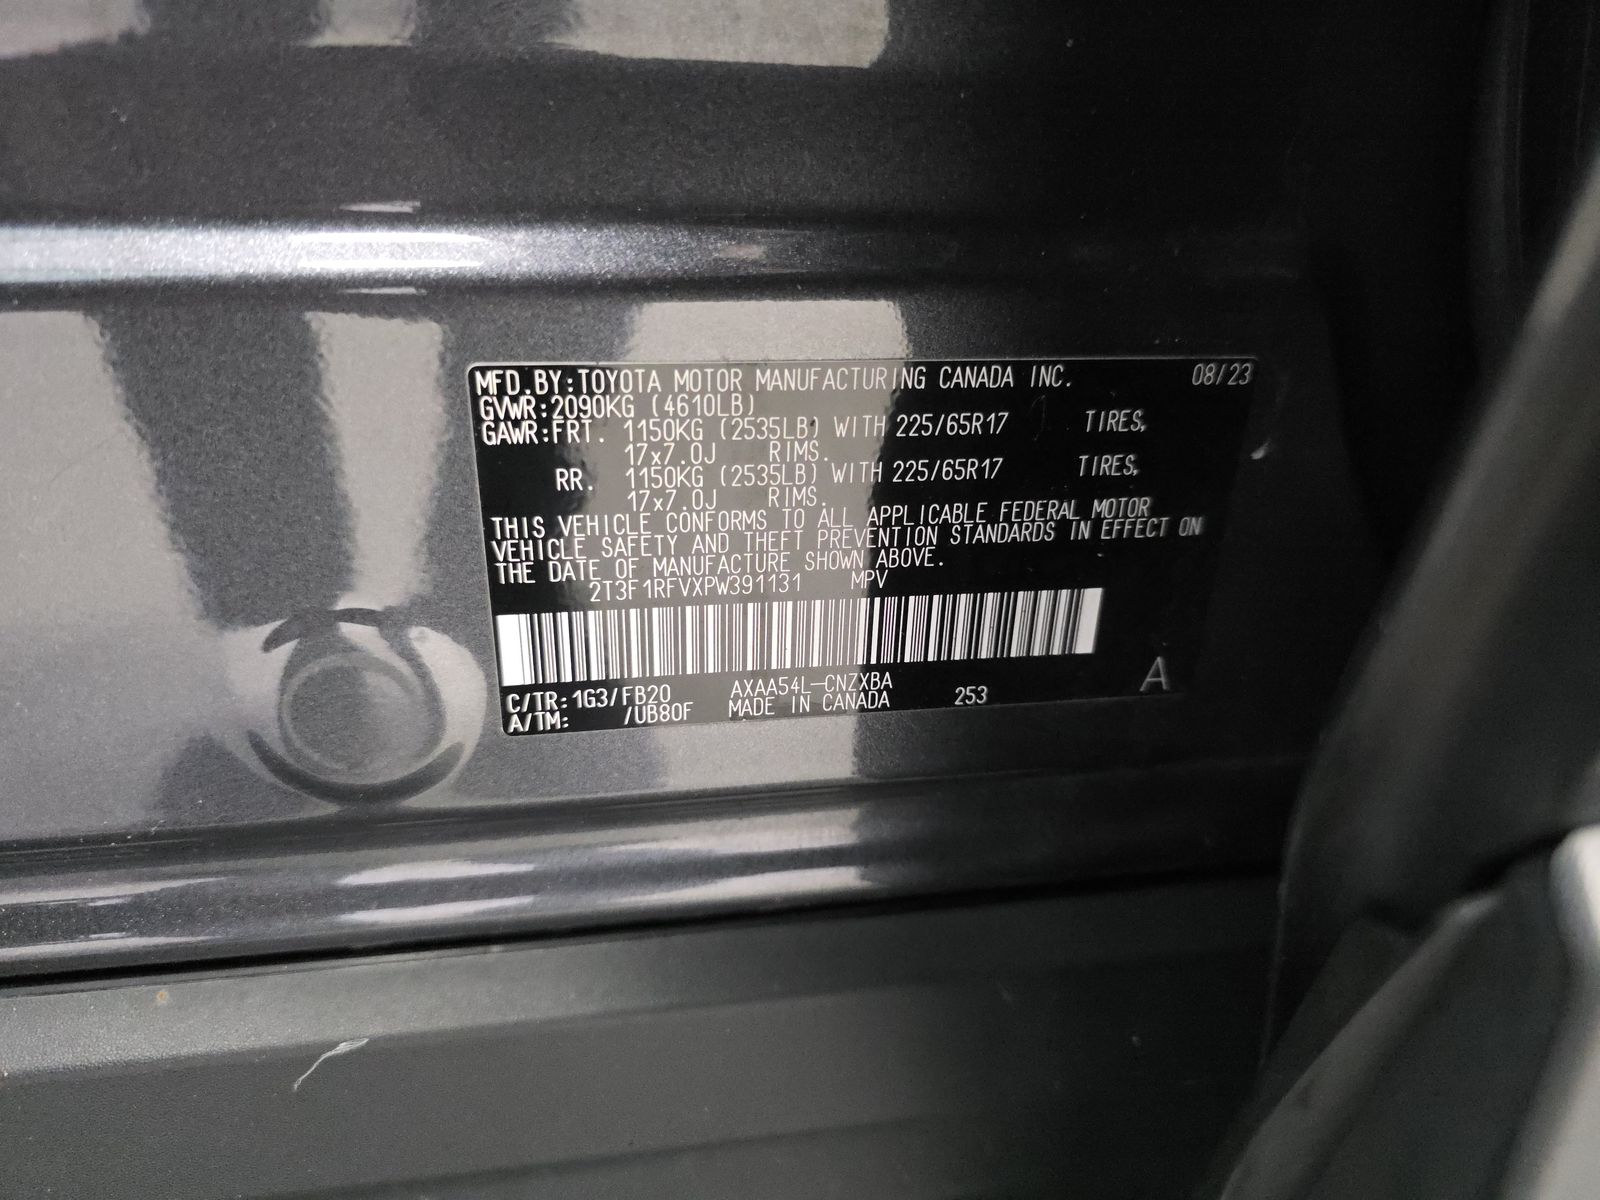 MFD.BY:TOYOTA MOTOR MANUFACTURING CANADA INC. 08/23
GVWR:2090KG (4610LB)
GAWR:FRT. 1150KG (2535LB) WITH 225/65R17 TIRES,
17x7.0J RIMS.
RR. 1150KG (2535LB) WITH 225/65R17 TIRES,
17x7.0J RIMS.
THIS VEHICLE CONFORMS TO ALL APPLICABLE FEDERAL MOTOR
VEHICLE SAFETY AND THEFT PREVENTION STANDARDS IN EFFECT ON
THE DATE OF MANUFACTURE SHOWN ABOVE.
2T3F1RFVXPW391131 MPV
C/TR:1G3/FB20 AXAA54L-CNZXBA 253 A
A/TM: /UB80F MADE IN CANADA